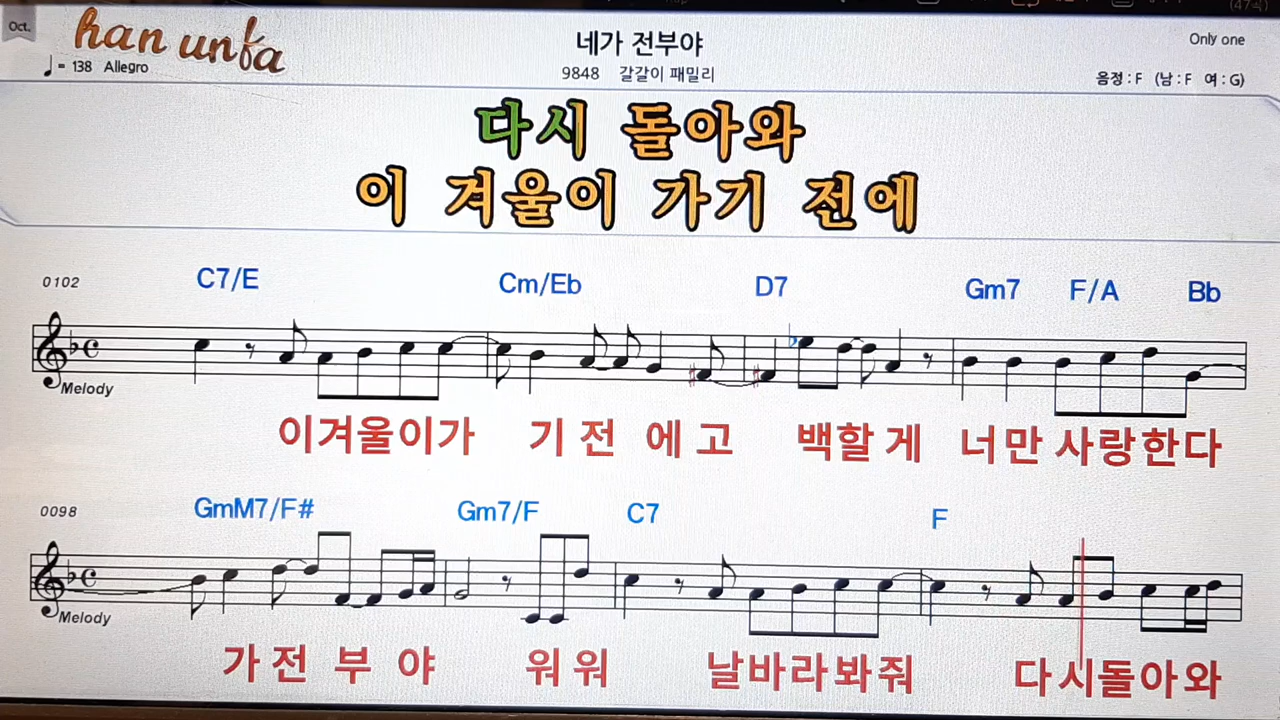 Oct.
han unfa
네가 전부야
Only one
♩= 138 Allegro
9848 갈갈이 패밀리
음정 : F (남 : F 여 : G)
다시 돌아와
이 겨울이 가기 전에
0102
C7/E Cm/Eb D7 Gm7 F/A Bb
Melody
이겨울이가 기 전 에 고 백할 게 너만 사랑한다
0098
GmM7/F# Gm7/F C7 F
Melody
가 전 부 야 워 워 날바라봐줘 다시돌아와